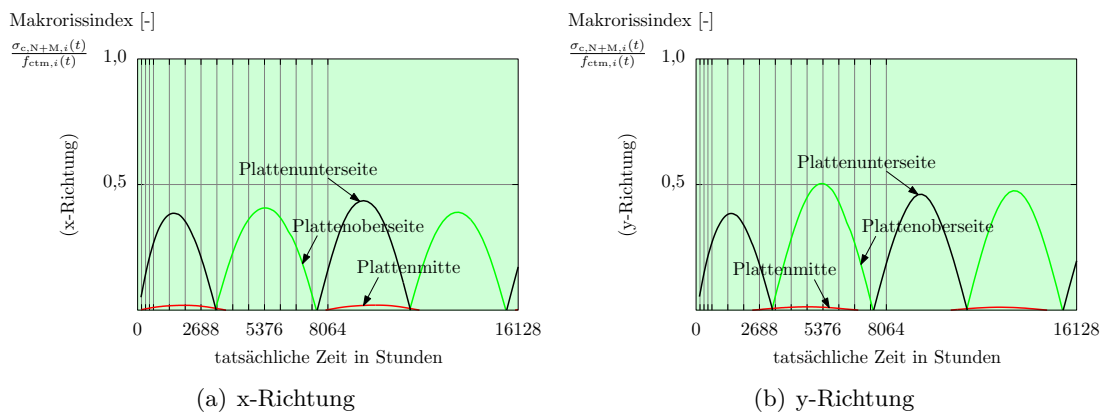 Makrorissindex [-]
σc,N+M,i(t)
fctm,i(t)
1,0
(x-Richtung)
0,5
Plattenunterseite
Plattenoberseite
Plattenmitte
0 2688 5376 8064 16128
tatsächliche Zeit in Stunden
(a) x-Richtung
Makrorissindex [-]
σc,N+M,i(t)
fctm,i(t)
1,0
(y-Richtung)
0,5
Plattenunterseite
Plattenoberseite
Plattenmitte
0 2688 5376 8064 16128
tatsächliche Zeit in Stunden
(b) y-Richtung